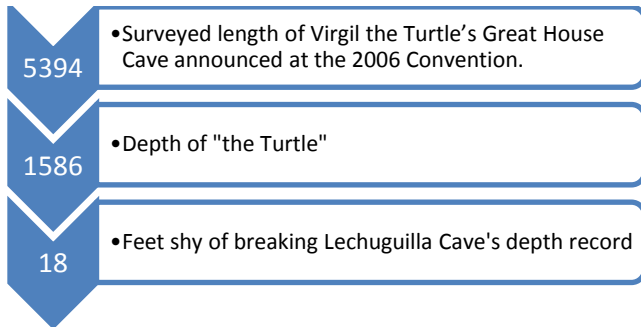 5394
•Surveyed length of Virgil the Turtle’s Great House
Cave announced at the 2006 Convention.
1586
•Depth of "the Turtle"
18
•Feet shy of breaking Lechuguilla Cave's depth record